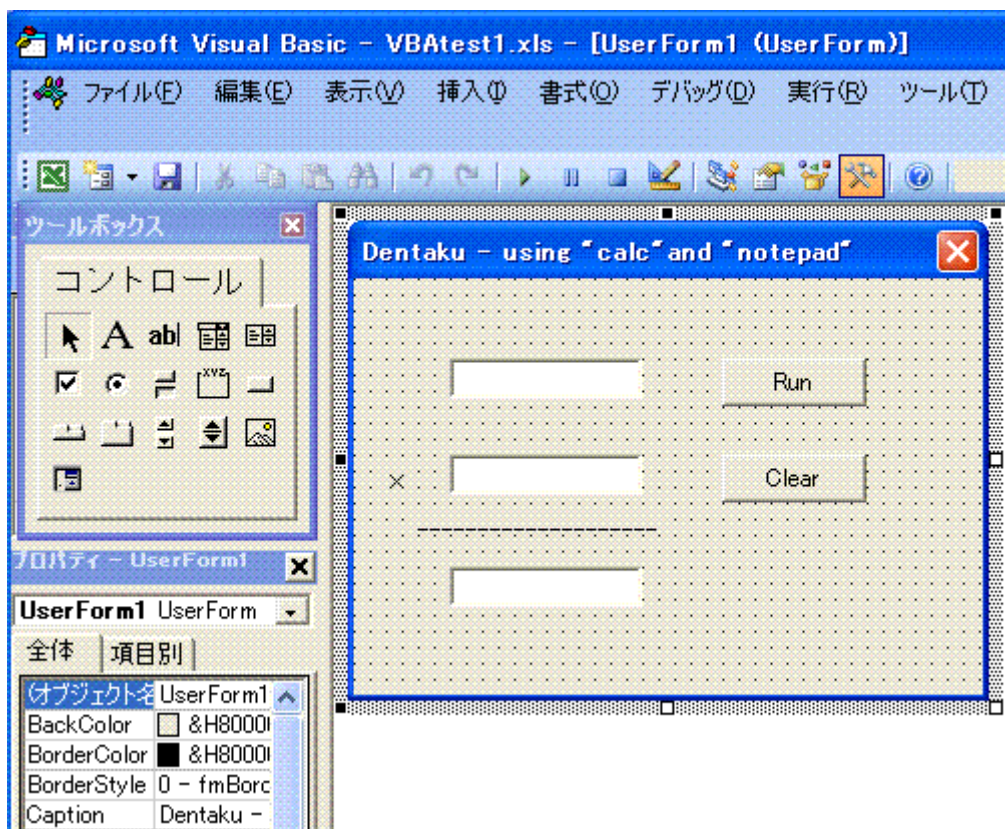 Microsoft Visual Basic - VBAtest1.xls - [UserForm1 (UserForm)]
ファイル(F) 編集(E) 表示(V) 挿入(I) 書式(O) デバッグ(D) 実行(R) ツール(T)
ツールボックス
コントロール
A ab|
xyz
Dentaku - using "calc"and "notepad"
Run
×
Clear
--------------------
プロパティ - UserForm1
UserForm1 UserForm
全体 項目別
(オブジェクト名 UserForm1
BackColor &H8000
BorderColor &H8000
BorderStyle 0 - fmBorc
Caption Dentaku -